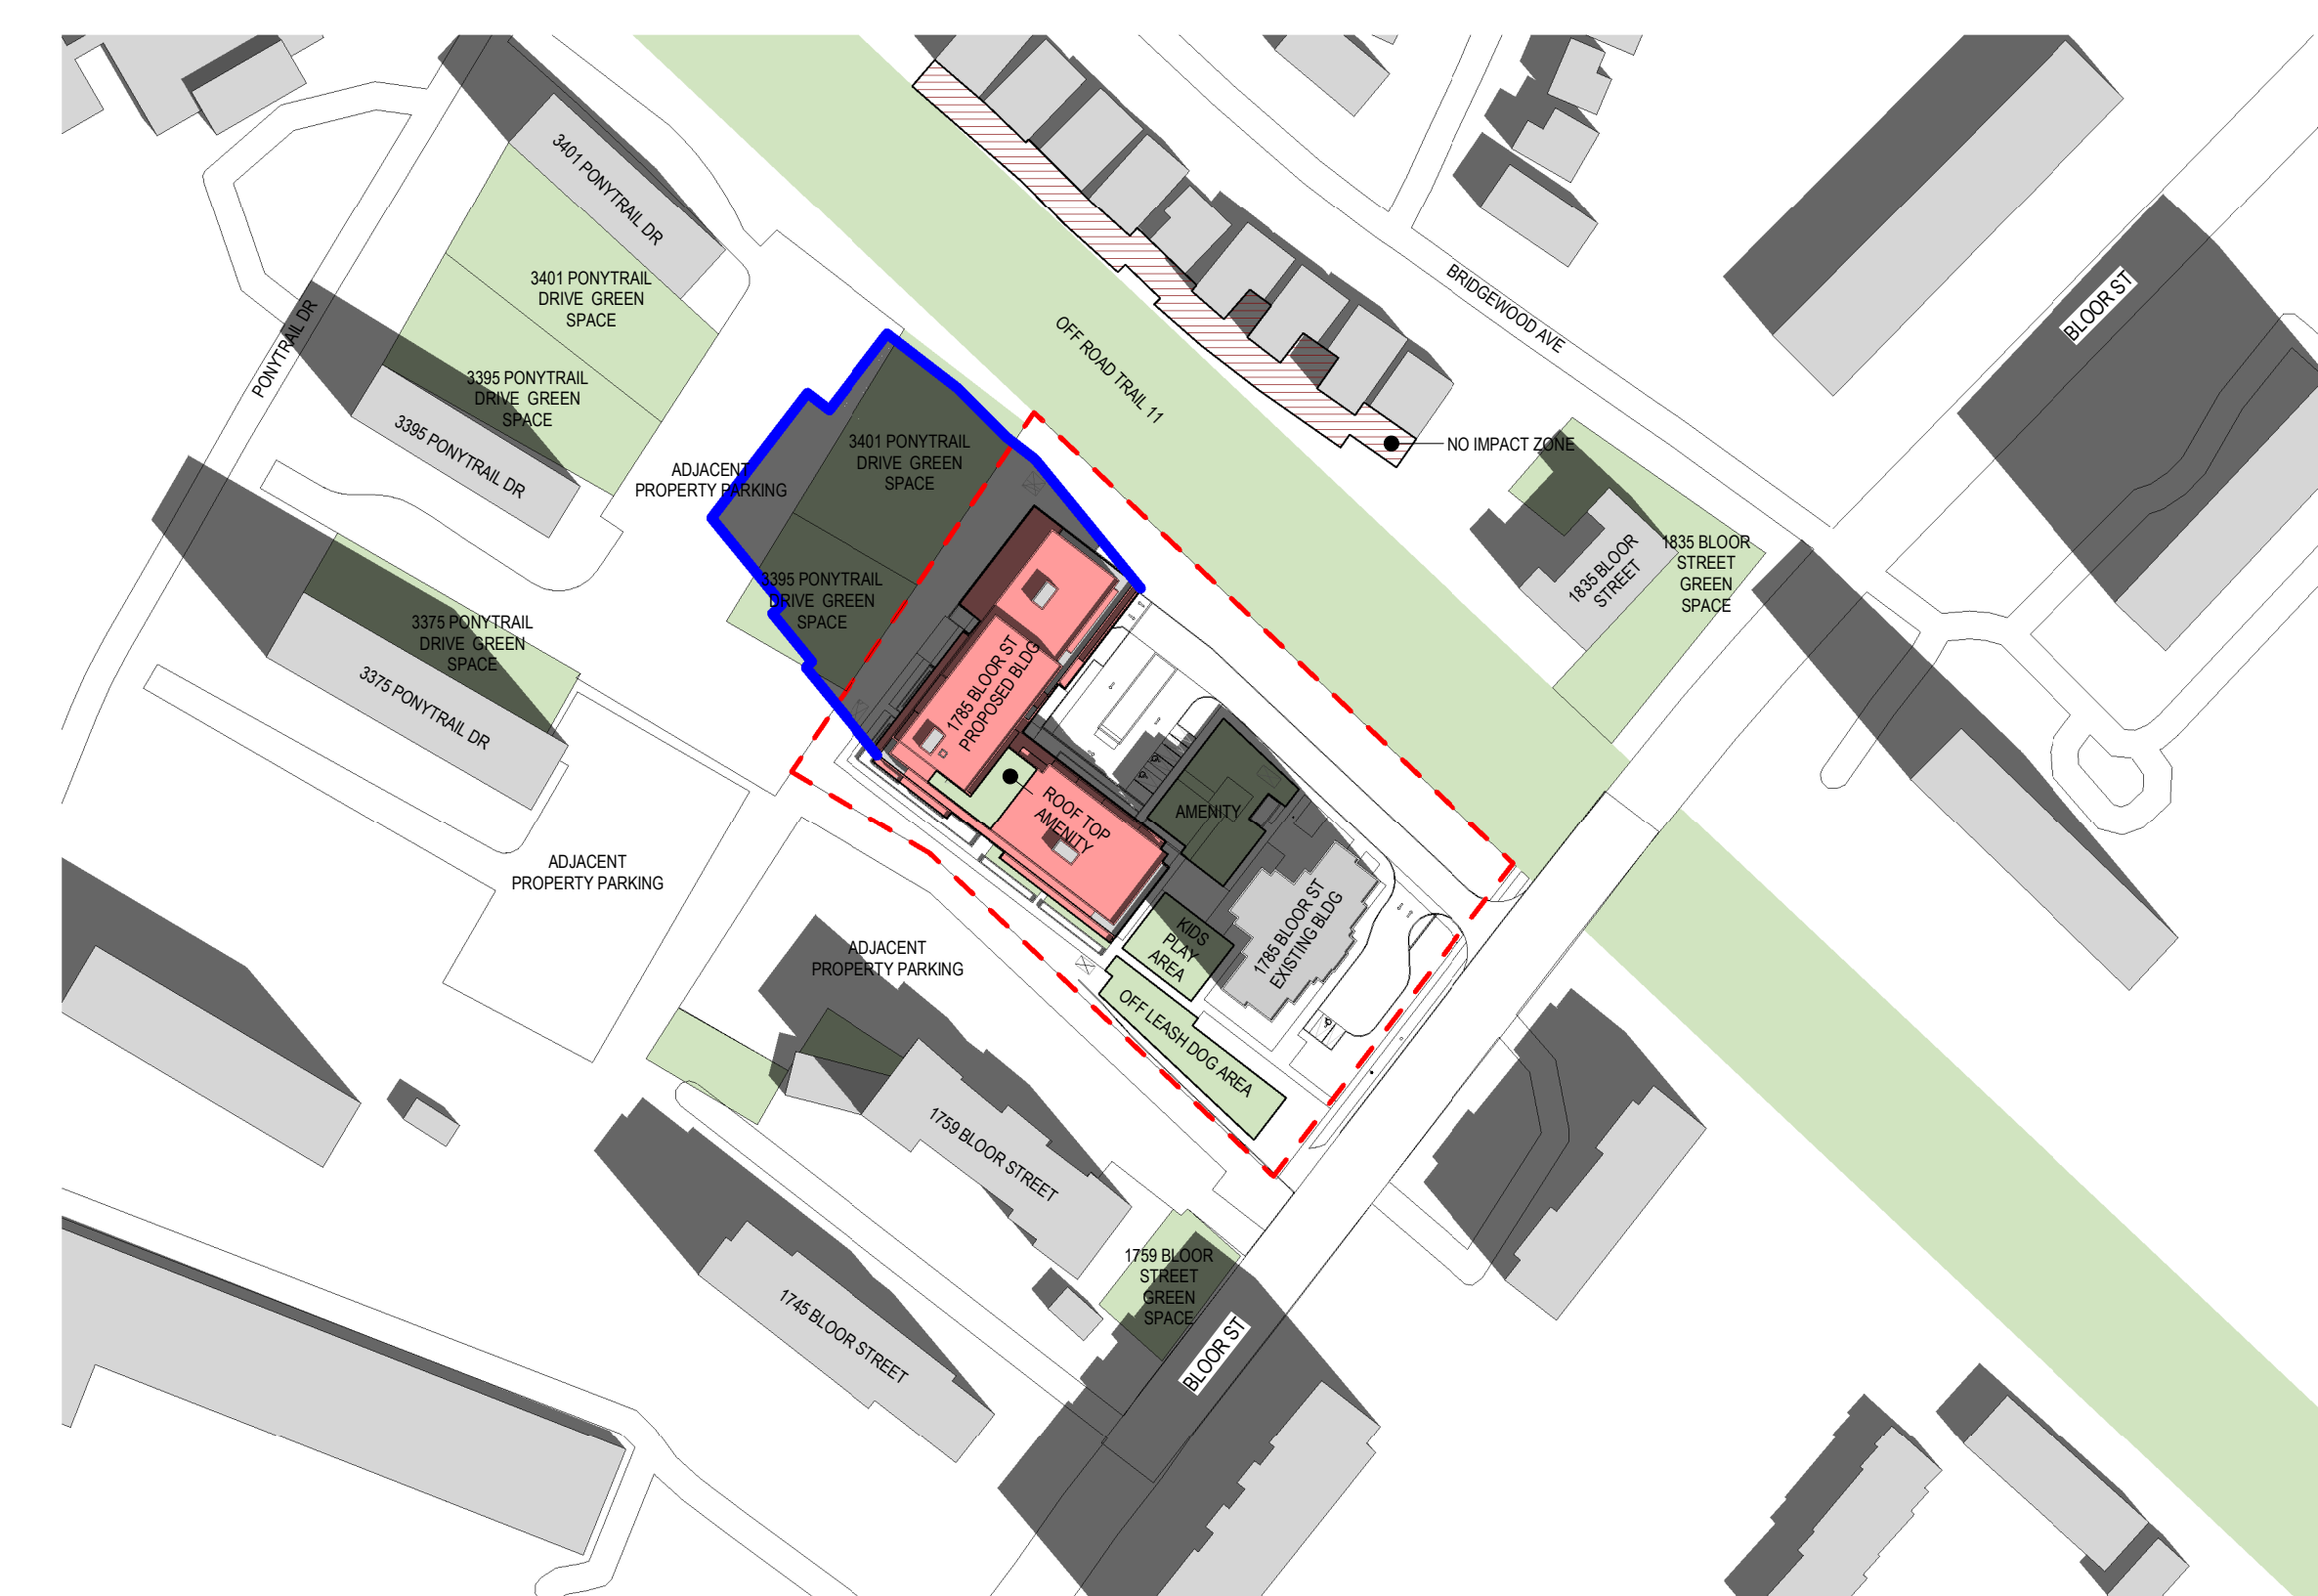 3401 PONYTRAIL DR
3401 PONYTRAIL
DRIVE GREEN
SPACE
PONYTRAIL DR
3395 PONYTRAIL
DRIVE GREEN
SPACE
3395 PONYTRAIL DR
ADJACENT
PROPERTY PARKING
3401 PONYTRAIL
DRIVE GREEN
SPACE
OFF ROAD TRAIL 11
BRIDGEWOOD AVE
BLOOR ST
NO IMPACT ZONE
3395 PONYTRAIL
DRIVE GREEN
SPACE
1835 BLOOR
STREET
1835 BLOOR
STREET
GREEN
SPACE
3375 PONYTRAIL
DRIVE GREEN
SPACE
3375 PONYTRAIL DR
1785 BLOOR ST
PROPOSED BLDG
ROOF TOP
AMENITY
AMENITY
ADJACENT
PROPERTY PARKING
ADJACENT
PROPERTY PARKING
KIDS
PLAY
AREA
1785 BLOOR ST
EXISTING BLDG
OFF LEASH DOG AREA
1759 BLOOR STREET
1759 BLOOR
STREET
GREEN
SPACE
1745 BLOOR STREET
BLOOR ST